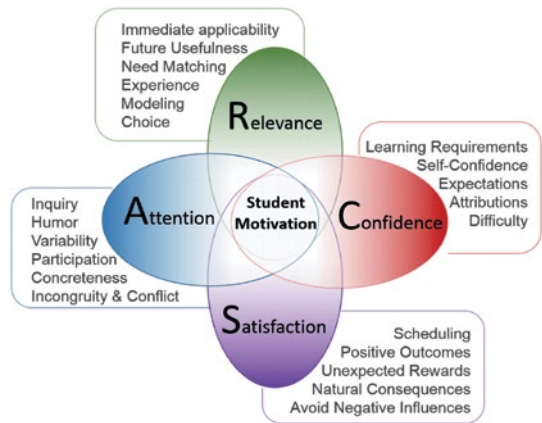 Immediate applicability
Future Usefulness
Need Matching
Experience
Modeling
Choice
Relevance
Learning Requirements
Self-Confidence
Expectations
Attributions
Difficulty
Inquiry
Humor
Variability
Participation
Concreteness
Incongruity & Conflict
Attention
Student
Motivation
Confidence
Satisfaction
Scheduling
Positive Outcomes
Unexpected Rewards
Natural Consequences
Avoid Negative Influences